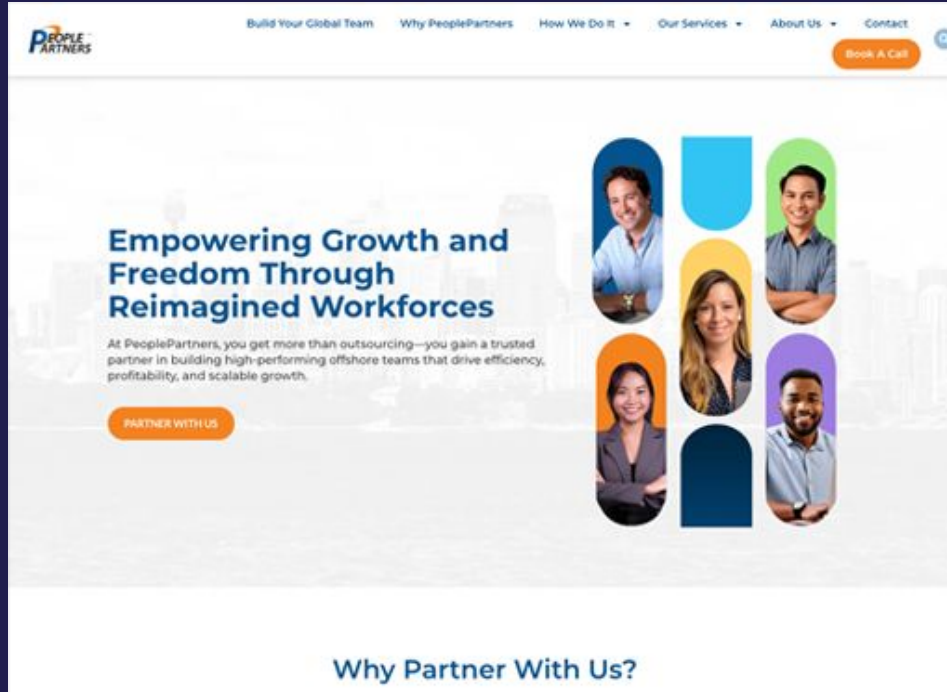 PEOPLE
PARTNERS
Build Your Global Team Why PeoplePartners How We Do It Our Services About Us Contact
Book A Call
Empowering Growth and
Freedom Through
Reimagined Workforces
At PeoplePartners, you get more than outsourcing—you gain a trusted
partner in building high-performing offshore teams that drive efficiency,
profitability, and scalable growth.
PARTNER WITH US
Why Partner With Us?